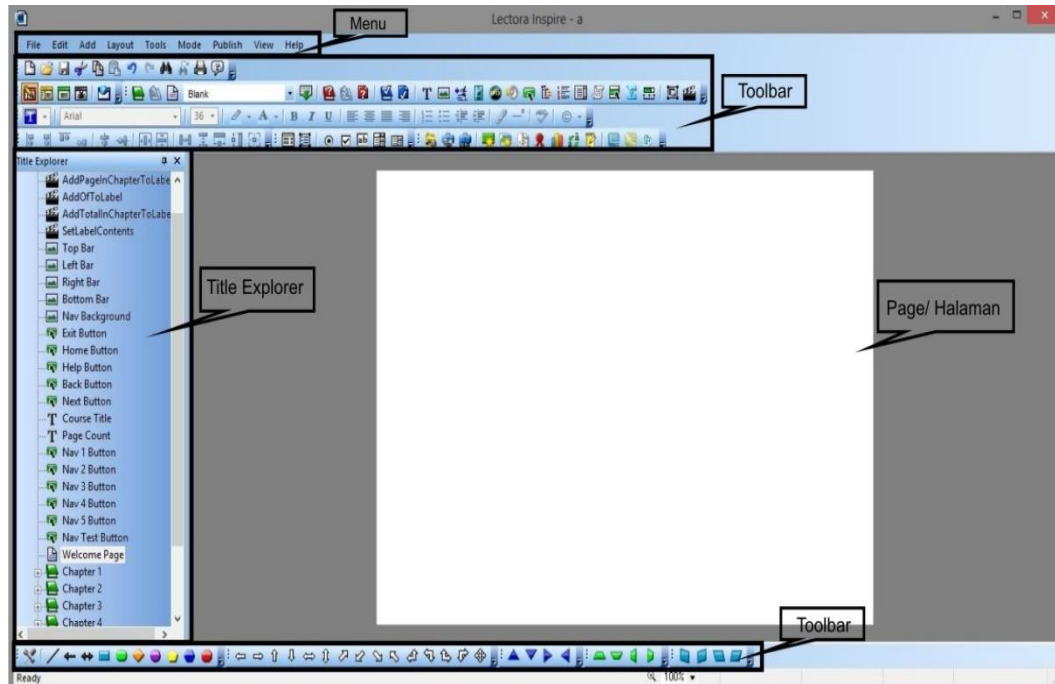 Lectora Inspire - a
Menu
File Edit Add Layout Tools Mode Publish View Help
Toolbar
Blank
Arial 36 B I U
Title Explorer
AddPageInChapterToLabe
AddOfToLabel
AddTotalInChapterToLabe
SetLabelContents
Top Bar
Left Bar
Right Bar
Bottom Bar
Nav Background
Exit Button
Home Button
Help Button
Back Button
Next Button
Course Title
Page Count
Nav 1 Button
Nav 2 Button
Nav 3 Button
Nav 4 Button
Nav 5 Button
Nav Test Button
Welcome Page
Chapter 1
Chapter 2
Chapter 3
Chapter 4
Title Explorer
Page/ Halaman
Toolbar
Ready 100%